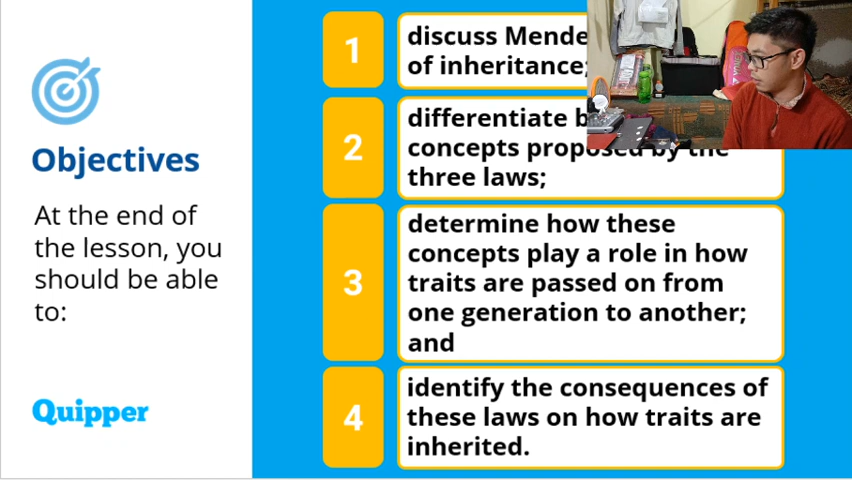 Objectives
At the end of
the lesson, you
should be able
to:
Quipper
1
discuss
of inheritance;
2
differentiate
concepts proposed by the
three laws;
3
determine how these
concepts play a role in how
traits are passed on from
one generation to another;
and
4
identify the consequences of
these laws on how traits are
inherited.